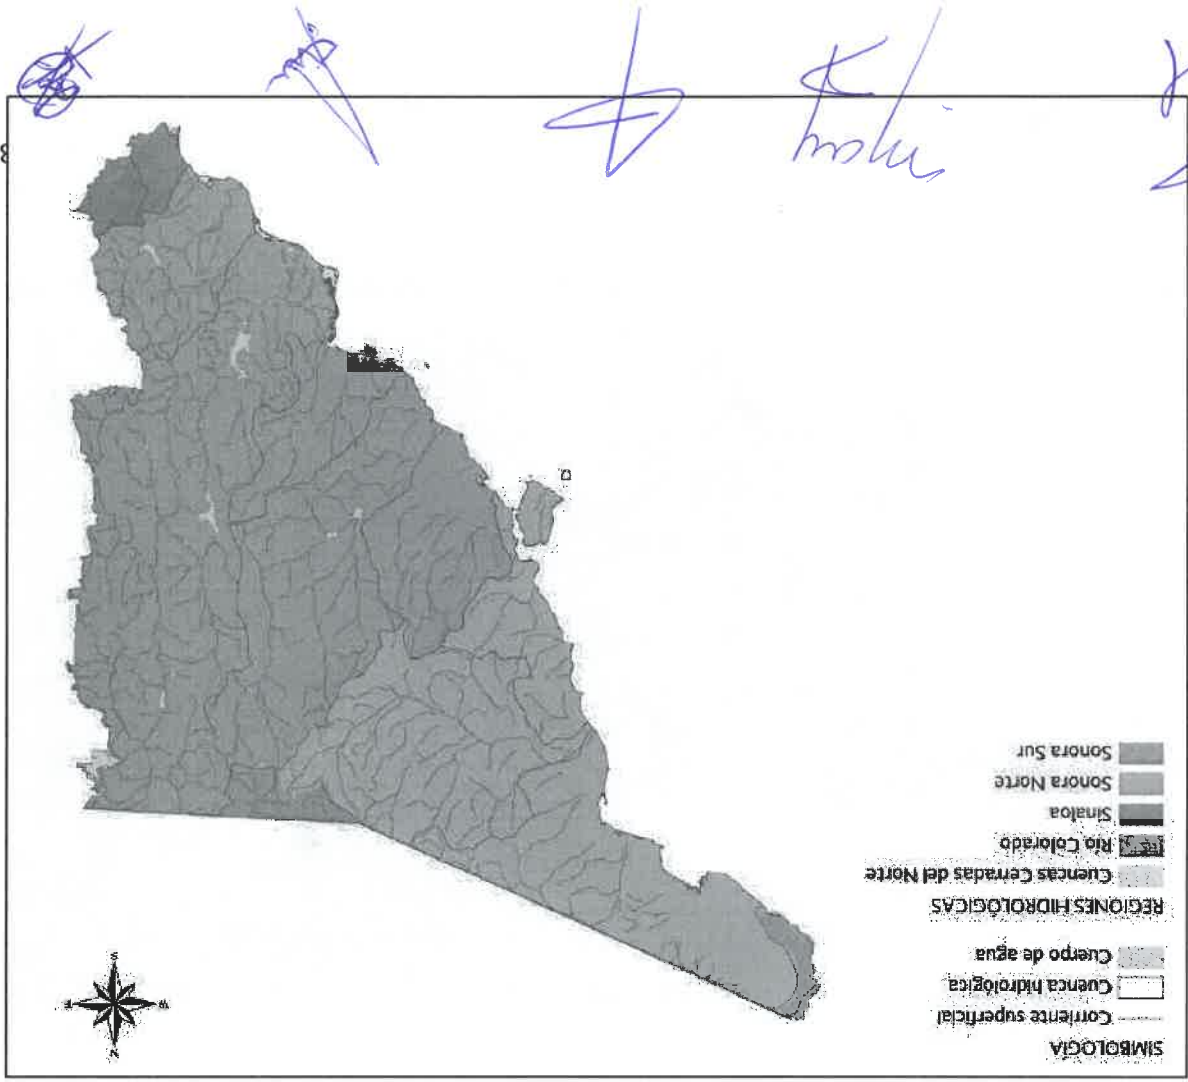 SIMBOLOGÍA
Corriente superficial
Cuenca hidrológica
Cuerpo de agua
REGIONES HIDROLÓGICAS
Cuencas Cerradas del Norte
Río Colorado
Sinaloa
Sonora Norte
Sonora Sur
N
W
E
S